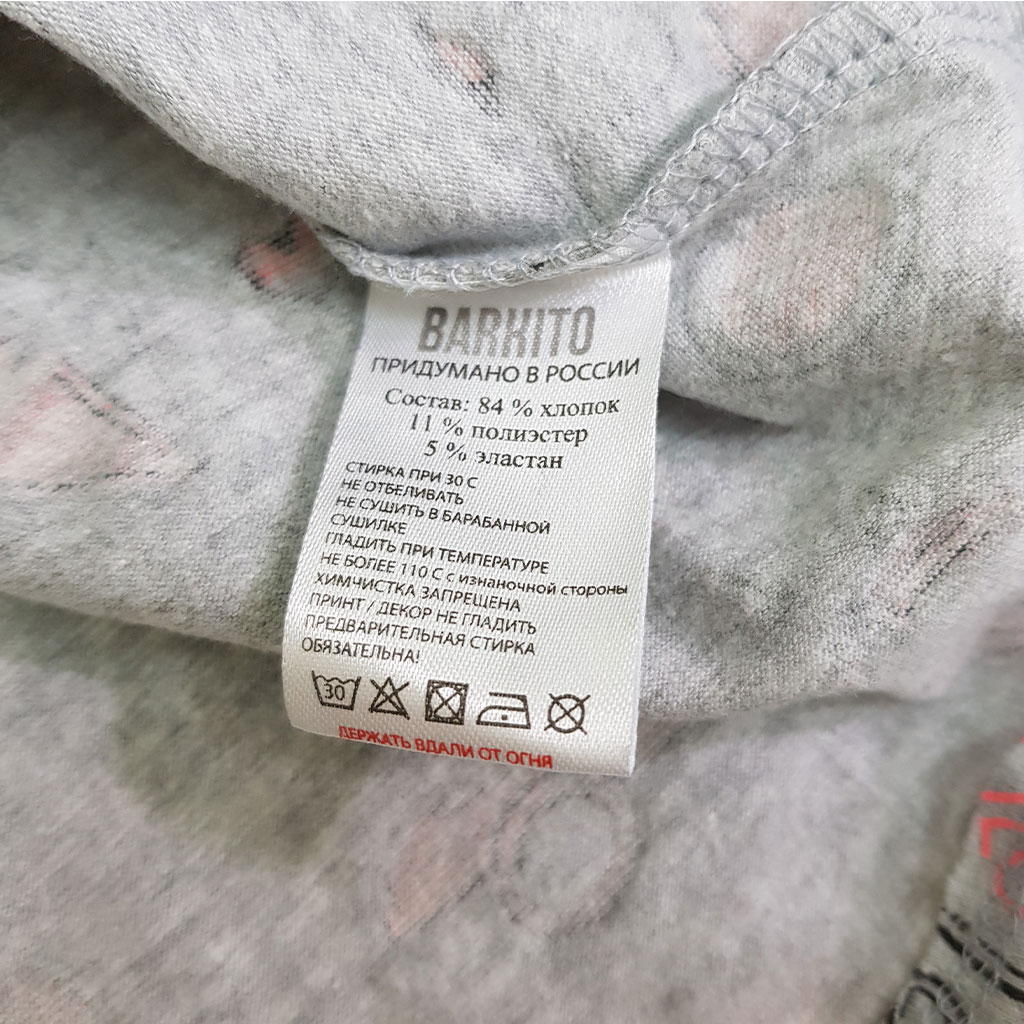 BARKITO
ПРИДУМАНО В РОССИИ
Состав: 84 % хлопок
11 % полиэстер
5 % эластан
СТИРКА ПРИ 30 С
НЕ ОТБЕЛИВАТЬ
НЕ СУШИТЬ В БАРАБАННОЙ
СУШИЛКЕ
ГЛАДИТЬ ПРИ ТЕМПЕРАТУРЕ
НЕ БОЛЕЕ 110 С с изнаночной стороны
ХИМЧИСТКА ЗАПРЕЩЕНА
ПРИНТ / ДЕКОР НЕ ГЛАДИТЬ
ПРЕДВАРИТЕЛЬНАЯ СТИРКА
ОБЯЗАТЕЛЬНА!
30
ДЕРЖАТЬ ВДАЛИ ОТ ОГНЯ